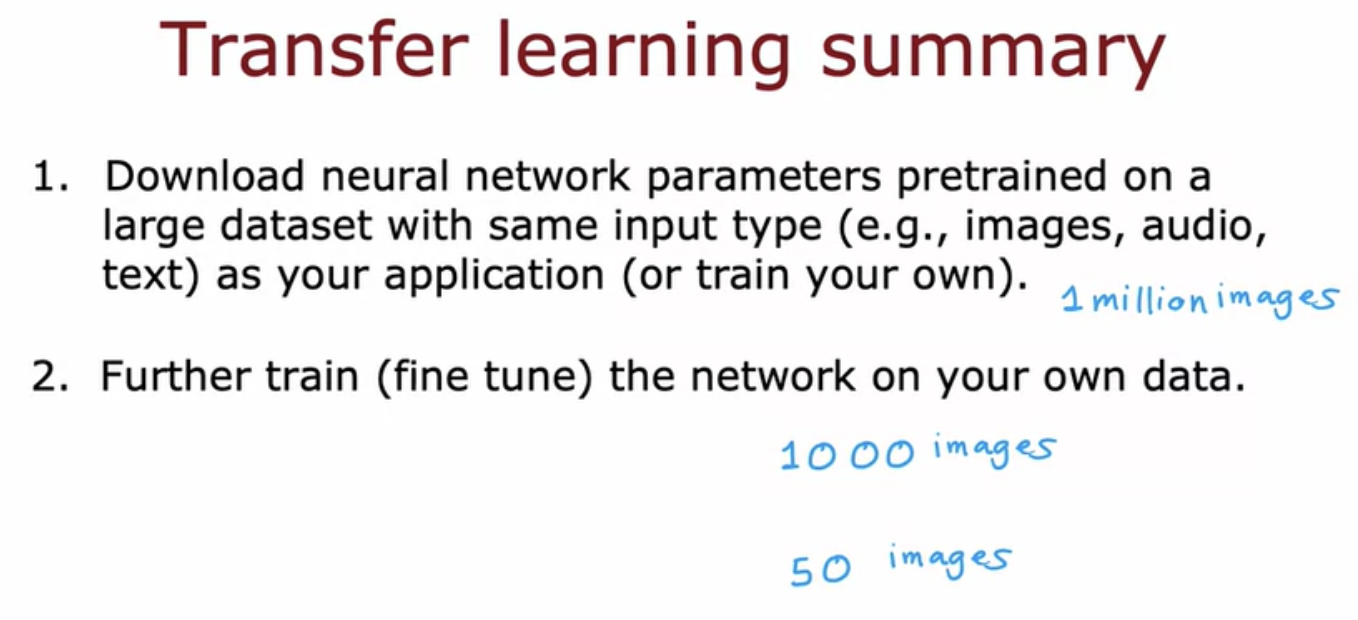 Transfer learning summary
1. Download neural network parameters pretrained on a
large dataset with same input type (e.g., images, audio,
text) as your application (or train your own).
1 million images
2. Further train (fine tune) the network on your own data.
1000 images
50 images